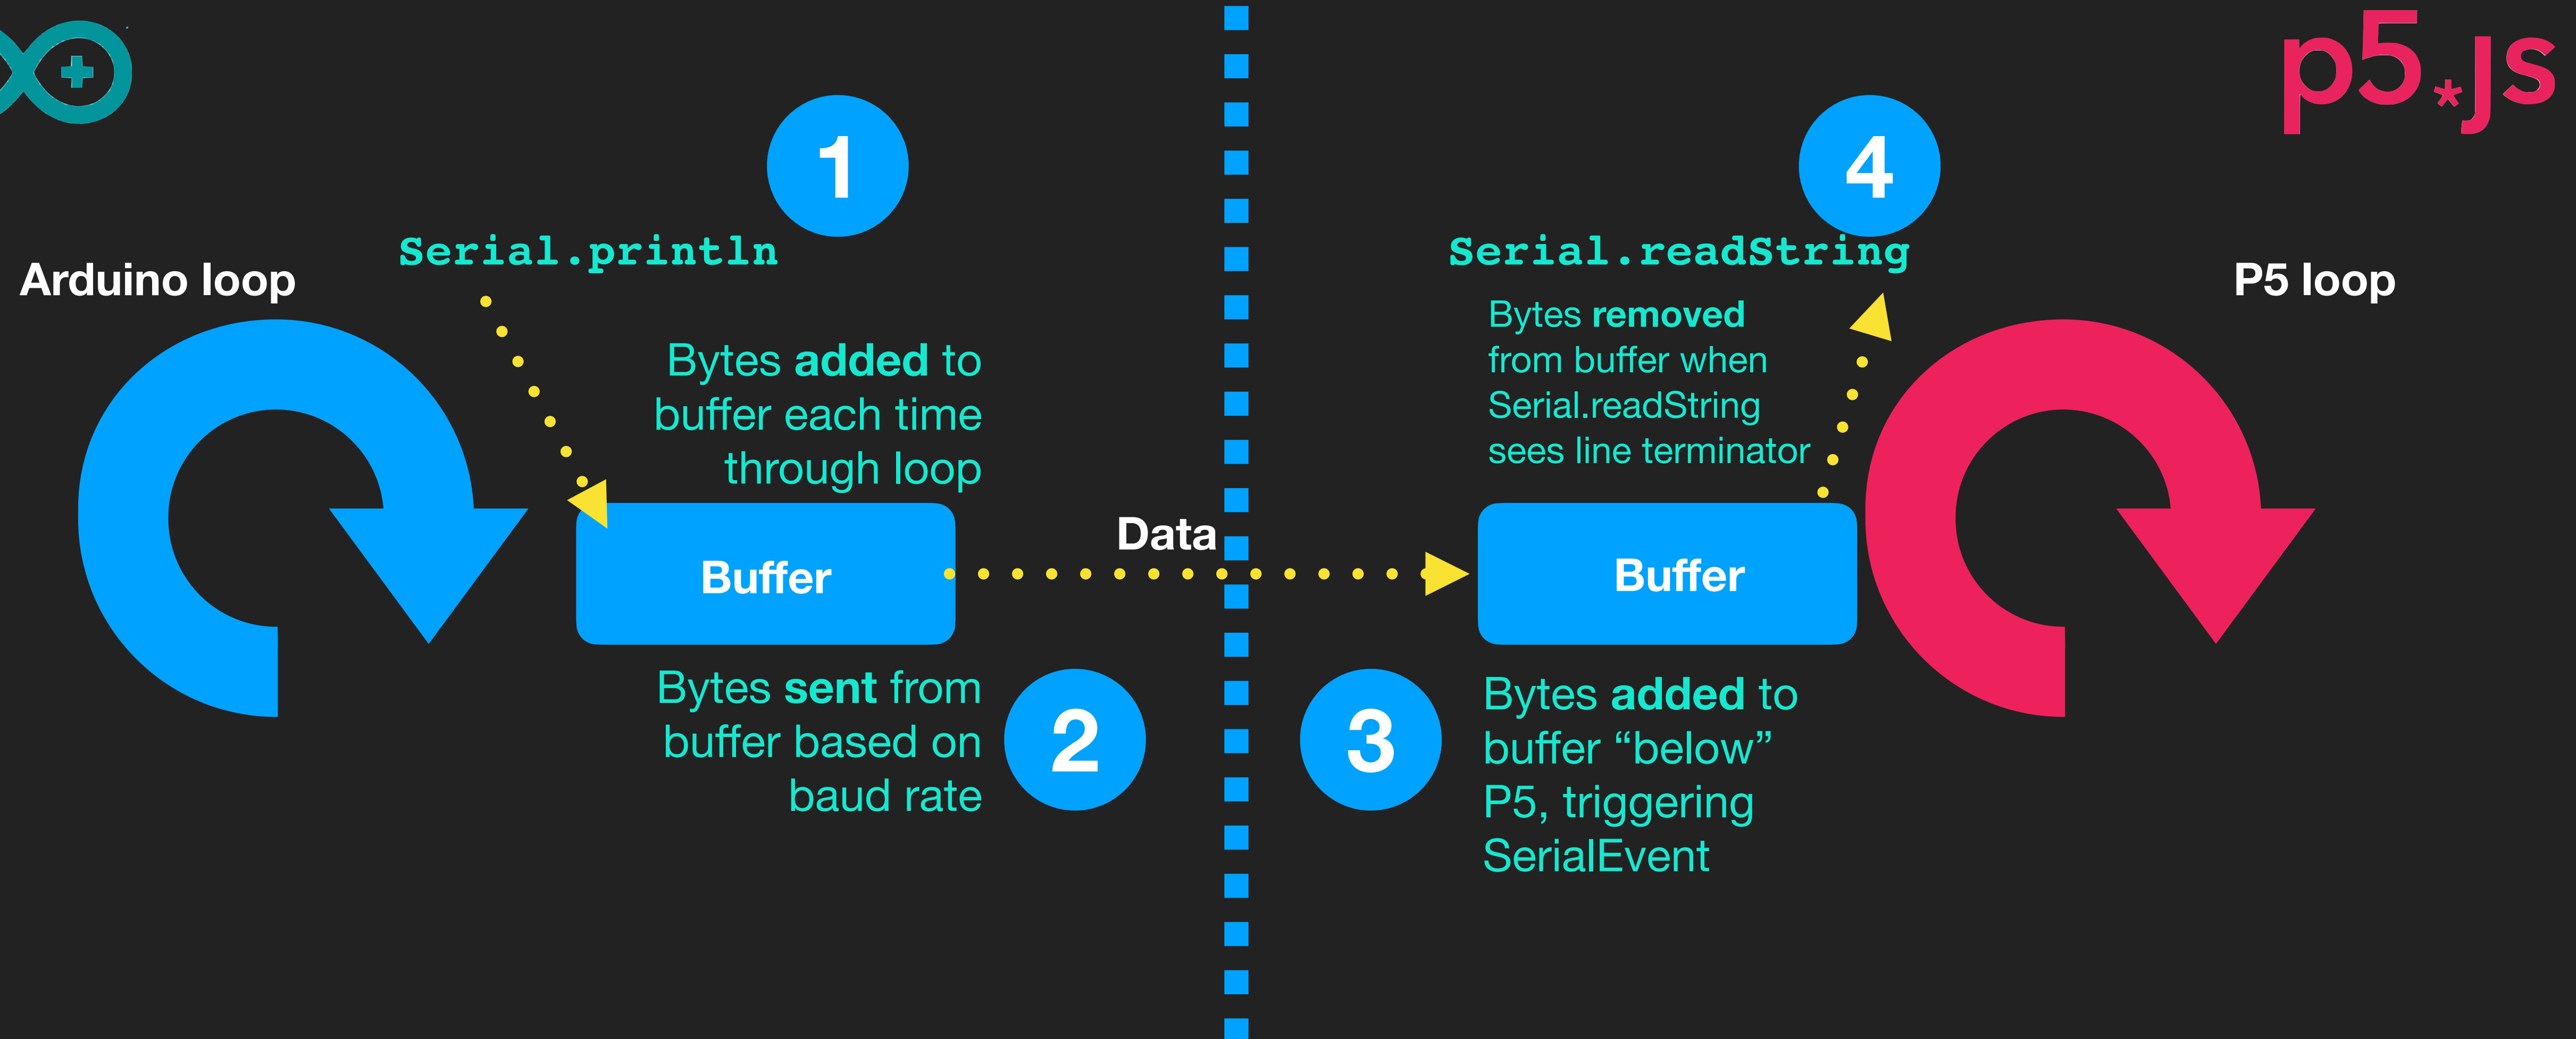 p5*js
1
4
Serial.println
Serial.readString
Arduino loop
P5 loop
Bytes added to
buffer each time
through loop
Bytes removed
from buffer when
Serial.readString
sees line terminator
Data
Buffer
Buffer
Bytes sent from
buffer based on
baud rate
2
3
Bytes added to
buffer “below”
P5, triggering
SerialEvent